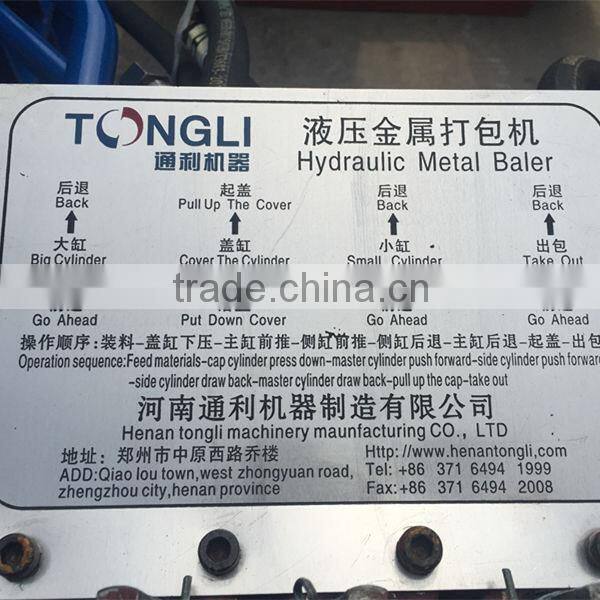 TONGLI
通利机器
液压金属打包机
Hydraulic Metal Baler
后退 起盖 后退 后退
Back Pull Up The Cover Back Back
大缸 盖缸 小缸 出包
Big Cylinder Cover The Cylinder Small Cylinder Take Out
trade.china.cn
Go Ahead Put Down Cover Go Ahead Go Ahead
操作顺序:装料-盖缸下压-主缸前推-侧缸前推-侧缸后退-主缸后退-起盖-出包
Operation sequence:Feed materials-cap cylinder press down-master cylinder push forward-side cylinder push forward
-side cylinder draw back-master cylinder draw back-pull up the cap-take out
河南通利机器制造有限公司
Henan tongli machinery maunfacturing CO., LTD
地址: 郑州市中原西路乔楼
ADD:Qiao lou town,west zhongyuan road,
zhengzhou city,henan province
Http://www.henantongli.com
Tel: +86 371 6494 1999
Fax:+86 371 6494 2008